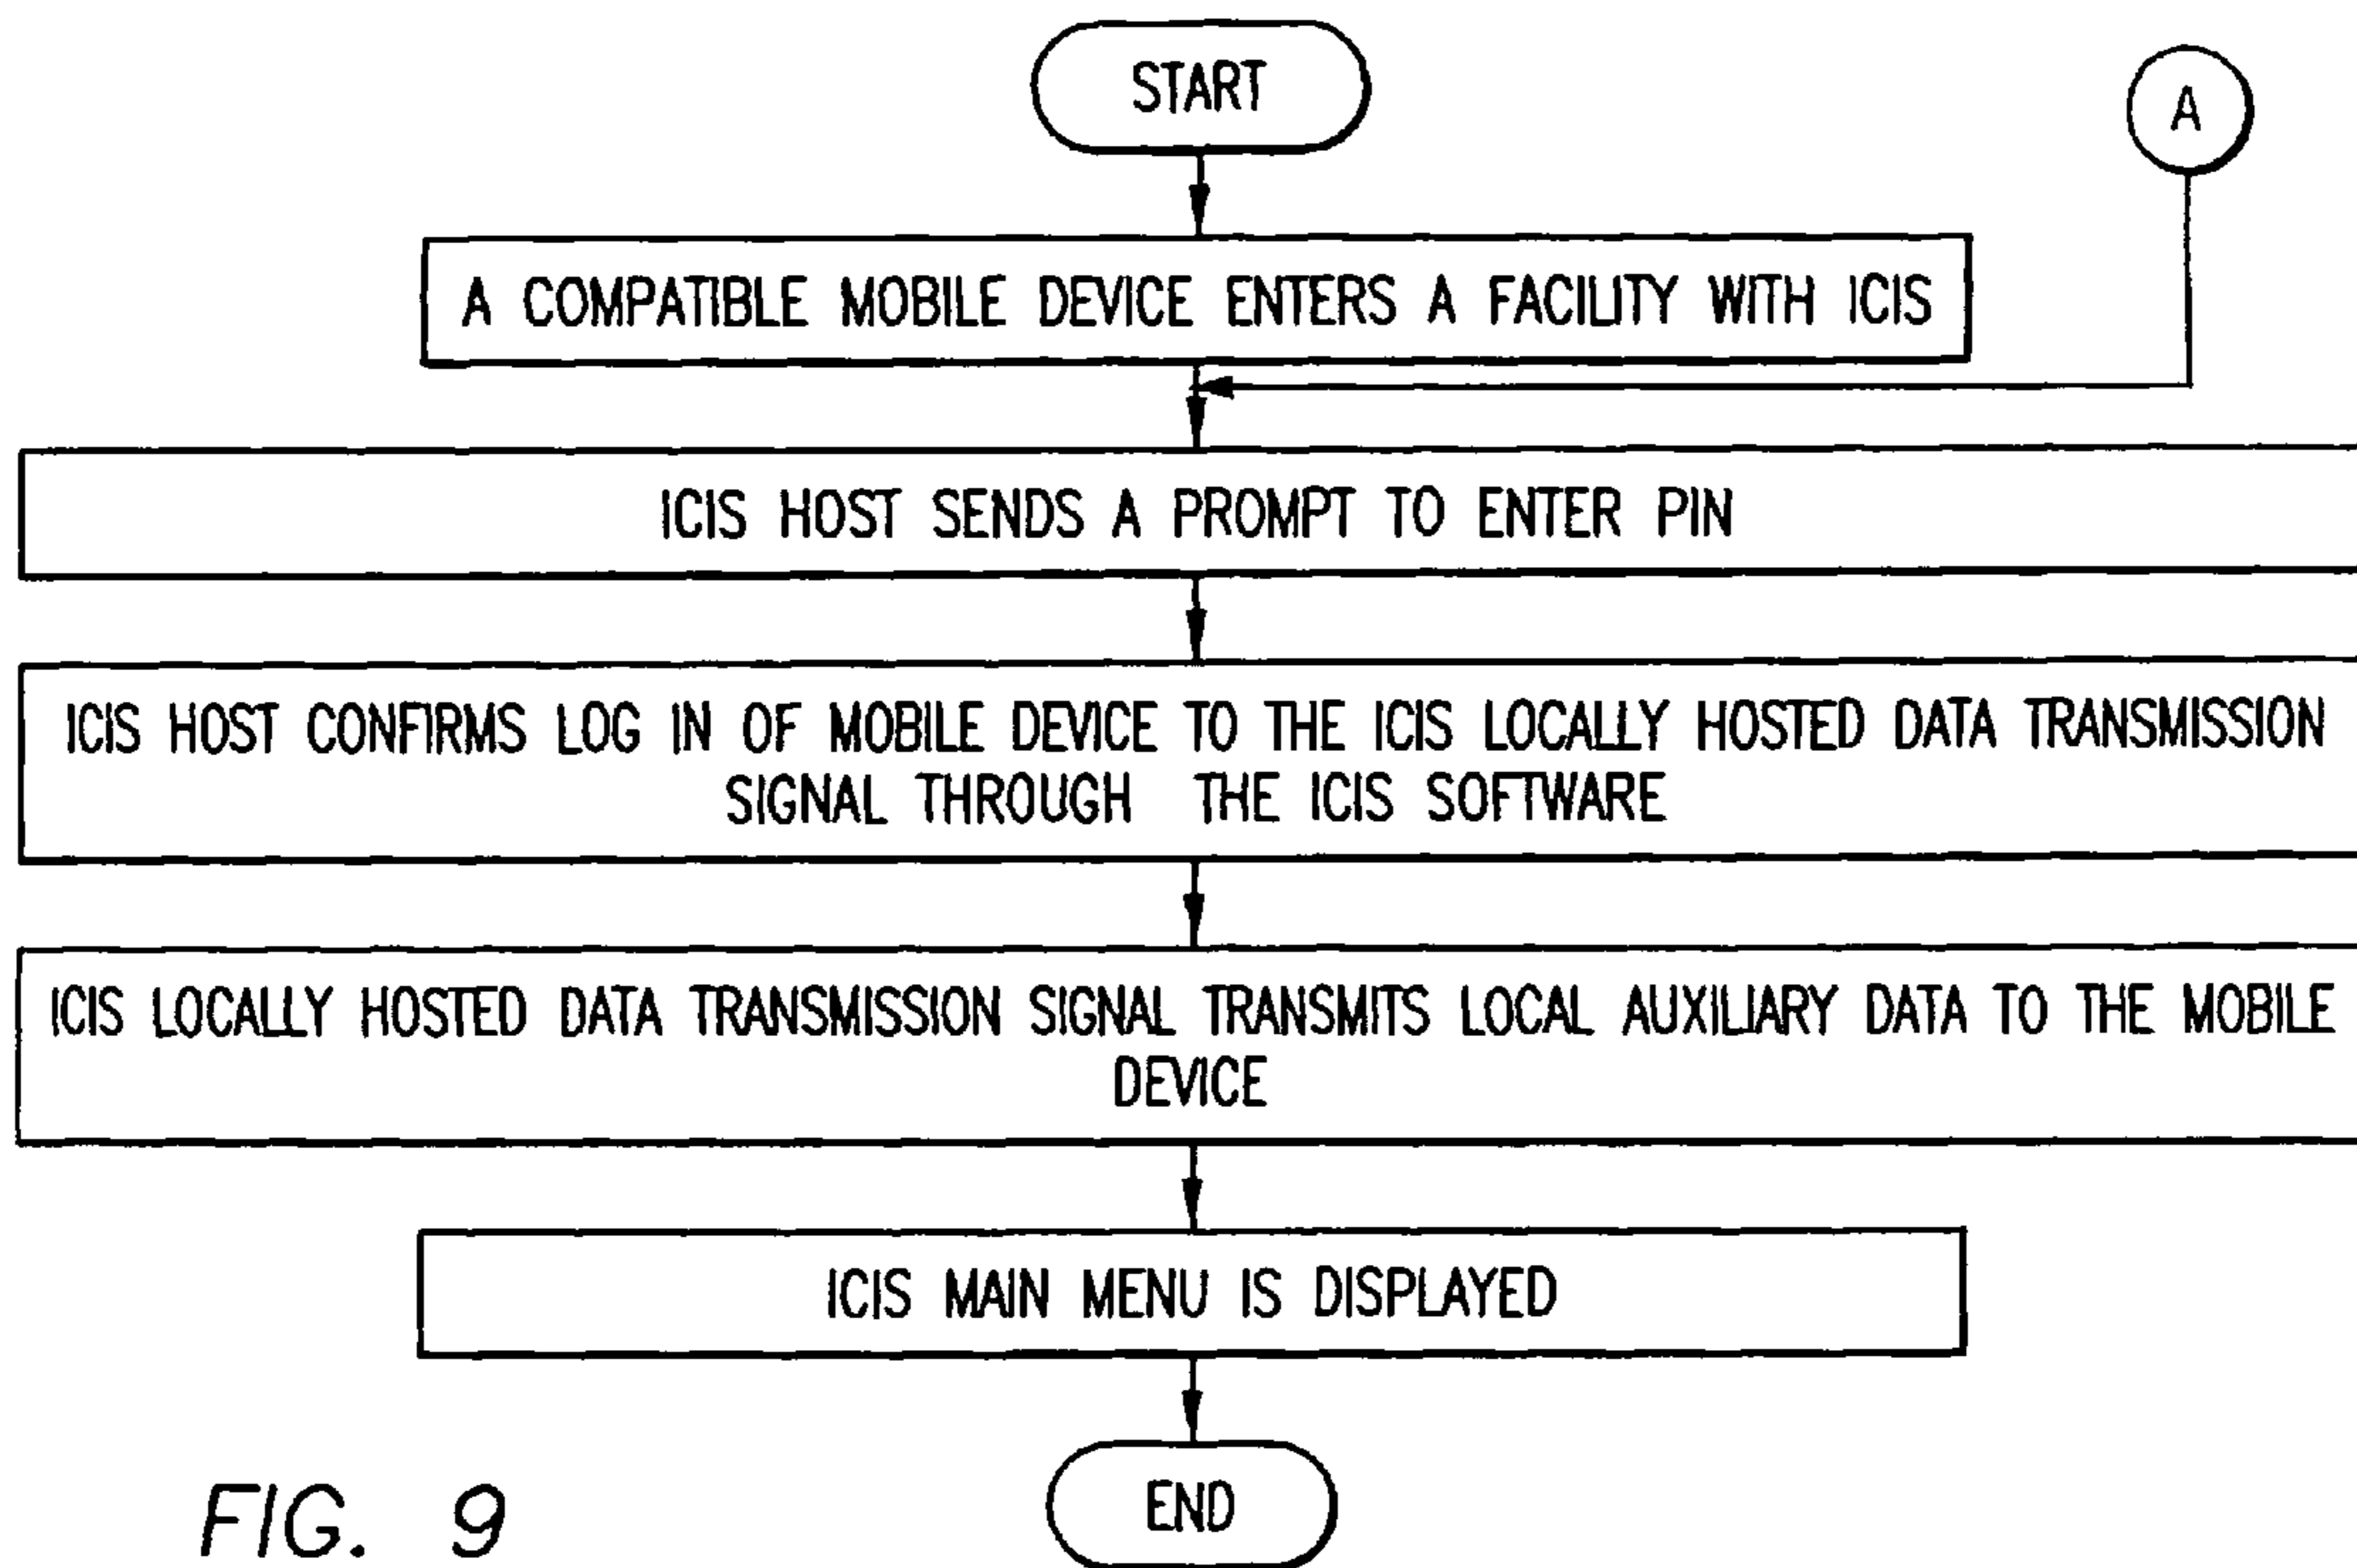 START
A
A COMPATIBLE MOBILE DEVICE ENTERS A FACILITY WITH ICIS
ICIS HOST SENDS A PROMPT TO ENTER PIN
ICIS HOST CONFIRMS LOG IN OF MOBILE DEVICE TO THE ICIS LOCALLY HOSTED DATA TRANSMISSION
SIGNAL THROUGH THE ICIS SOFTWARE
ICIS LOCALLY HOSTED DATA TRANSMISSION SIGNAL TRANSMITS LOCAL AUXILIARY DATA TO THE MOBILE
DEVICE
ICIS MAIN MENU IS DISPLAYED
END
FIG. 9